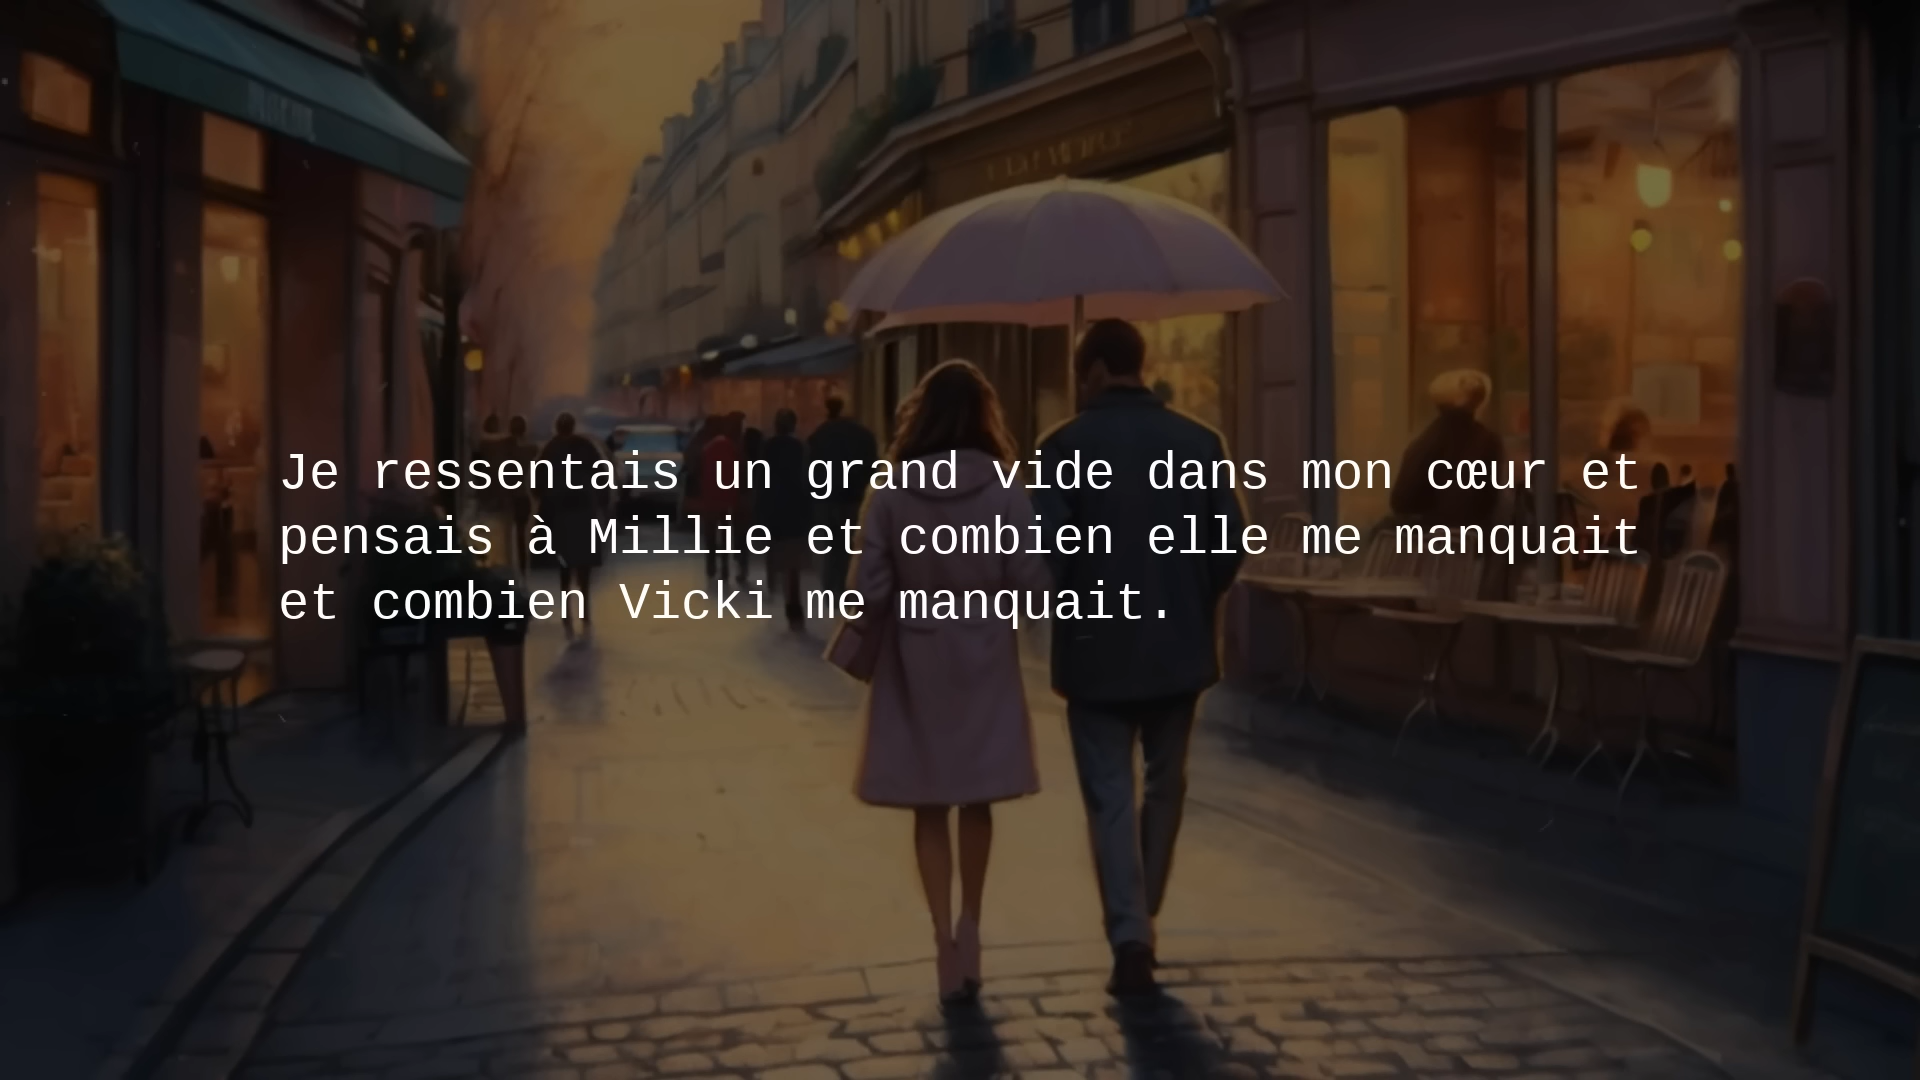 Je ressentais un grand vide dans mon cœur et
pensais à Millie et combien elle me manquait
et combien Vicki me manquait.